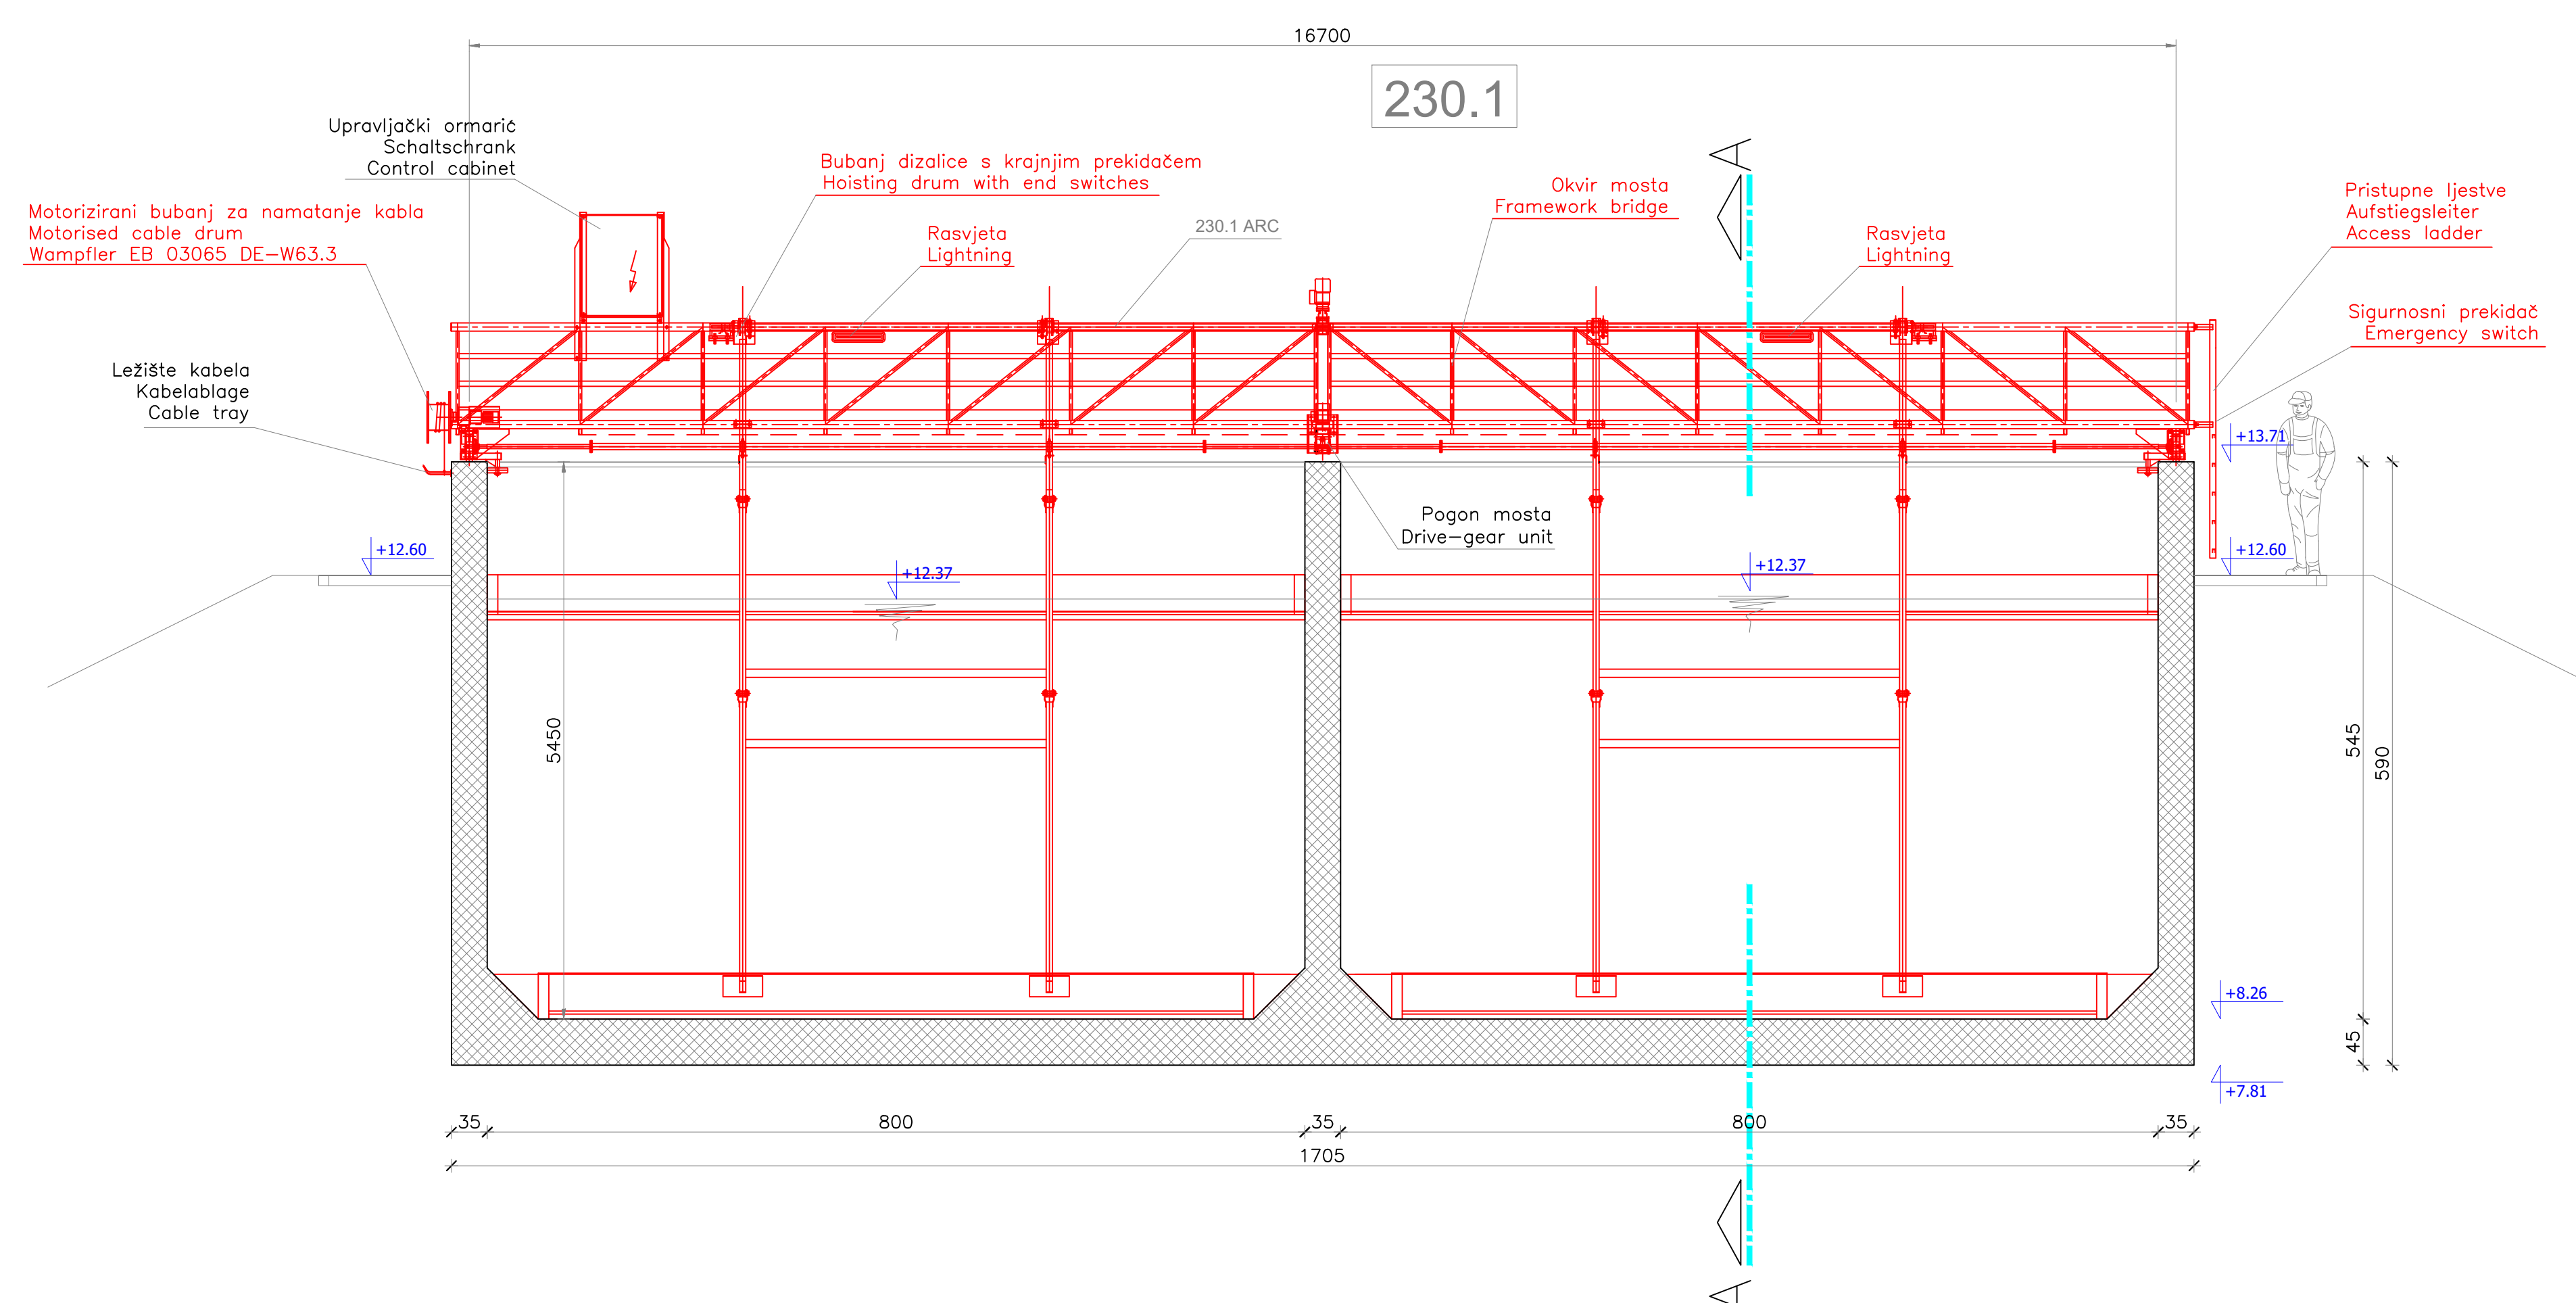 16700
230.1
A
Upravljački ormarić
Schaltschrank
Control cabinet
Bubanj dizalice s krajnjim prekidačem
Hoisting drum with end switches
Okvir mosta
Framework bridge
Pristupne ljestve
Aufstiegsleiter
Access ladder
Motorizirani bubanj za namatanje kabla
Motorised cable drum
Wampfler EB 03065 DE-W63.3
230.1 ARC
Rasvjeta
Lightning
Rasvjeta
Lightning
Sigurnosni prekidač
Emergency switch
Ležište kabela
Kabelablage
Cable tray
+13.71
Pogon mosta
Drive-gear unit
+12.60
+12.37
+12.37
+12.60
5450
545
590
+8.26
45
+7.81
35
800
35
800
35
1705
A